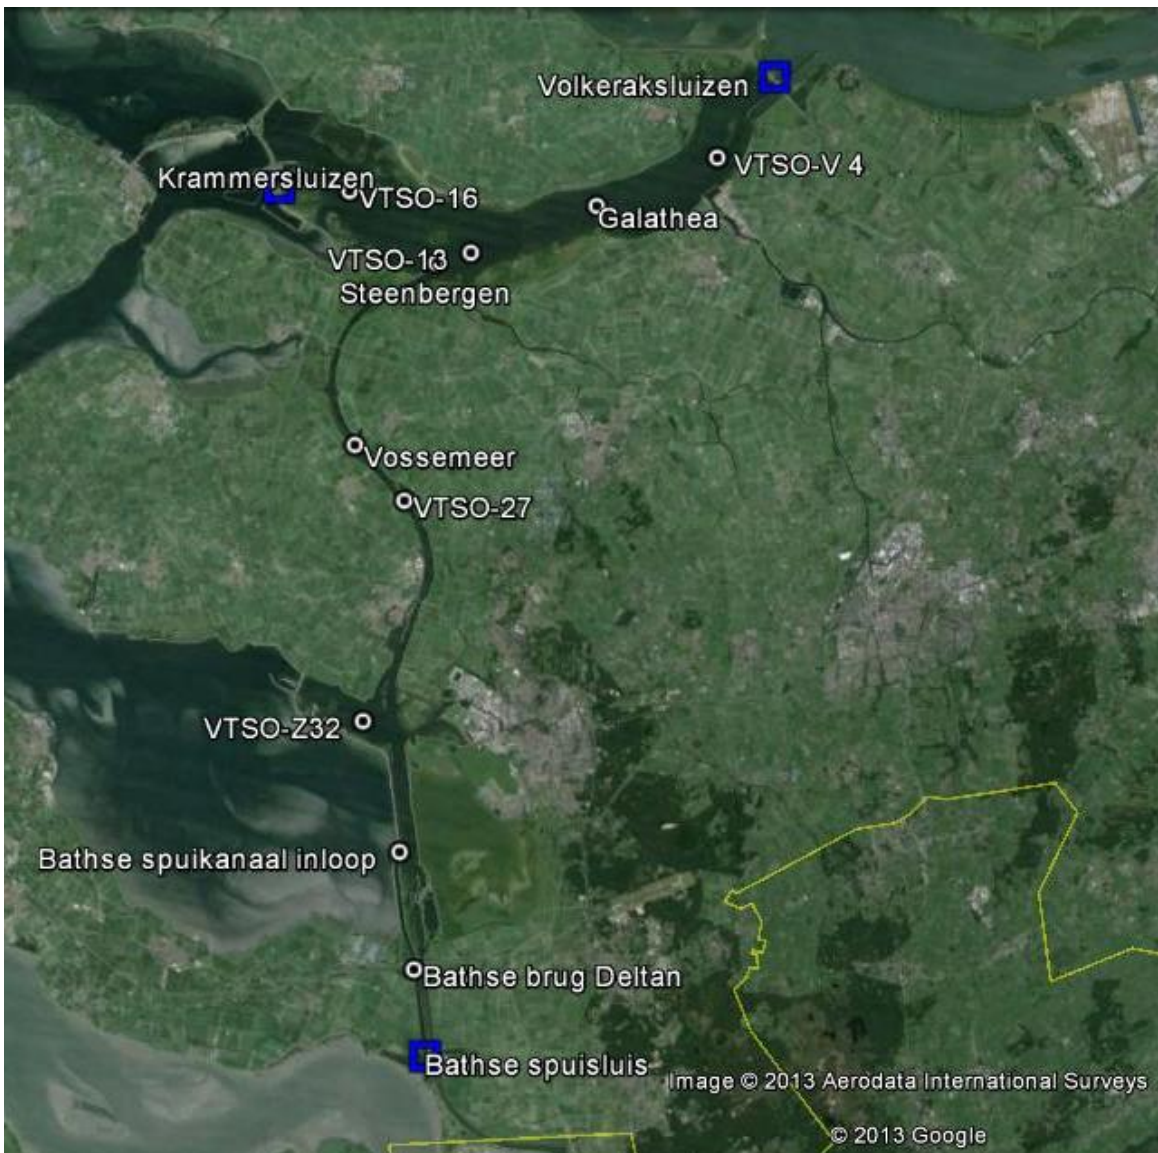 Volkeraksluizen
VTSO-V 4
Krammersluizen
VTSO-16
Galathea
VTSO-13
Steenbergen
Vossemeer
VTSO-27
VTSO-Z32
Bathse spuikanaal inloop
Bathse brug Deltan
Bathse spuisluis
Image © 2013 Aerodata International Surveys
© 2013 Google